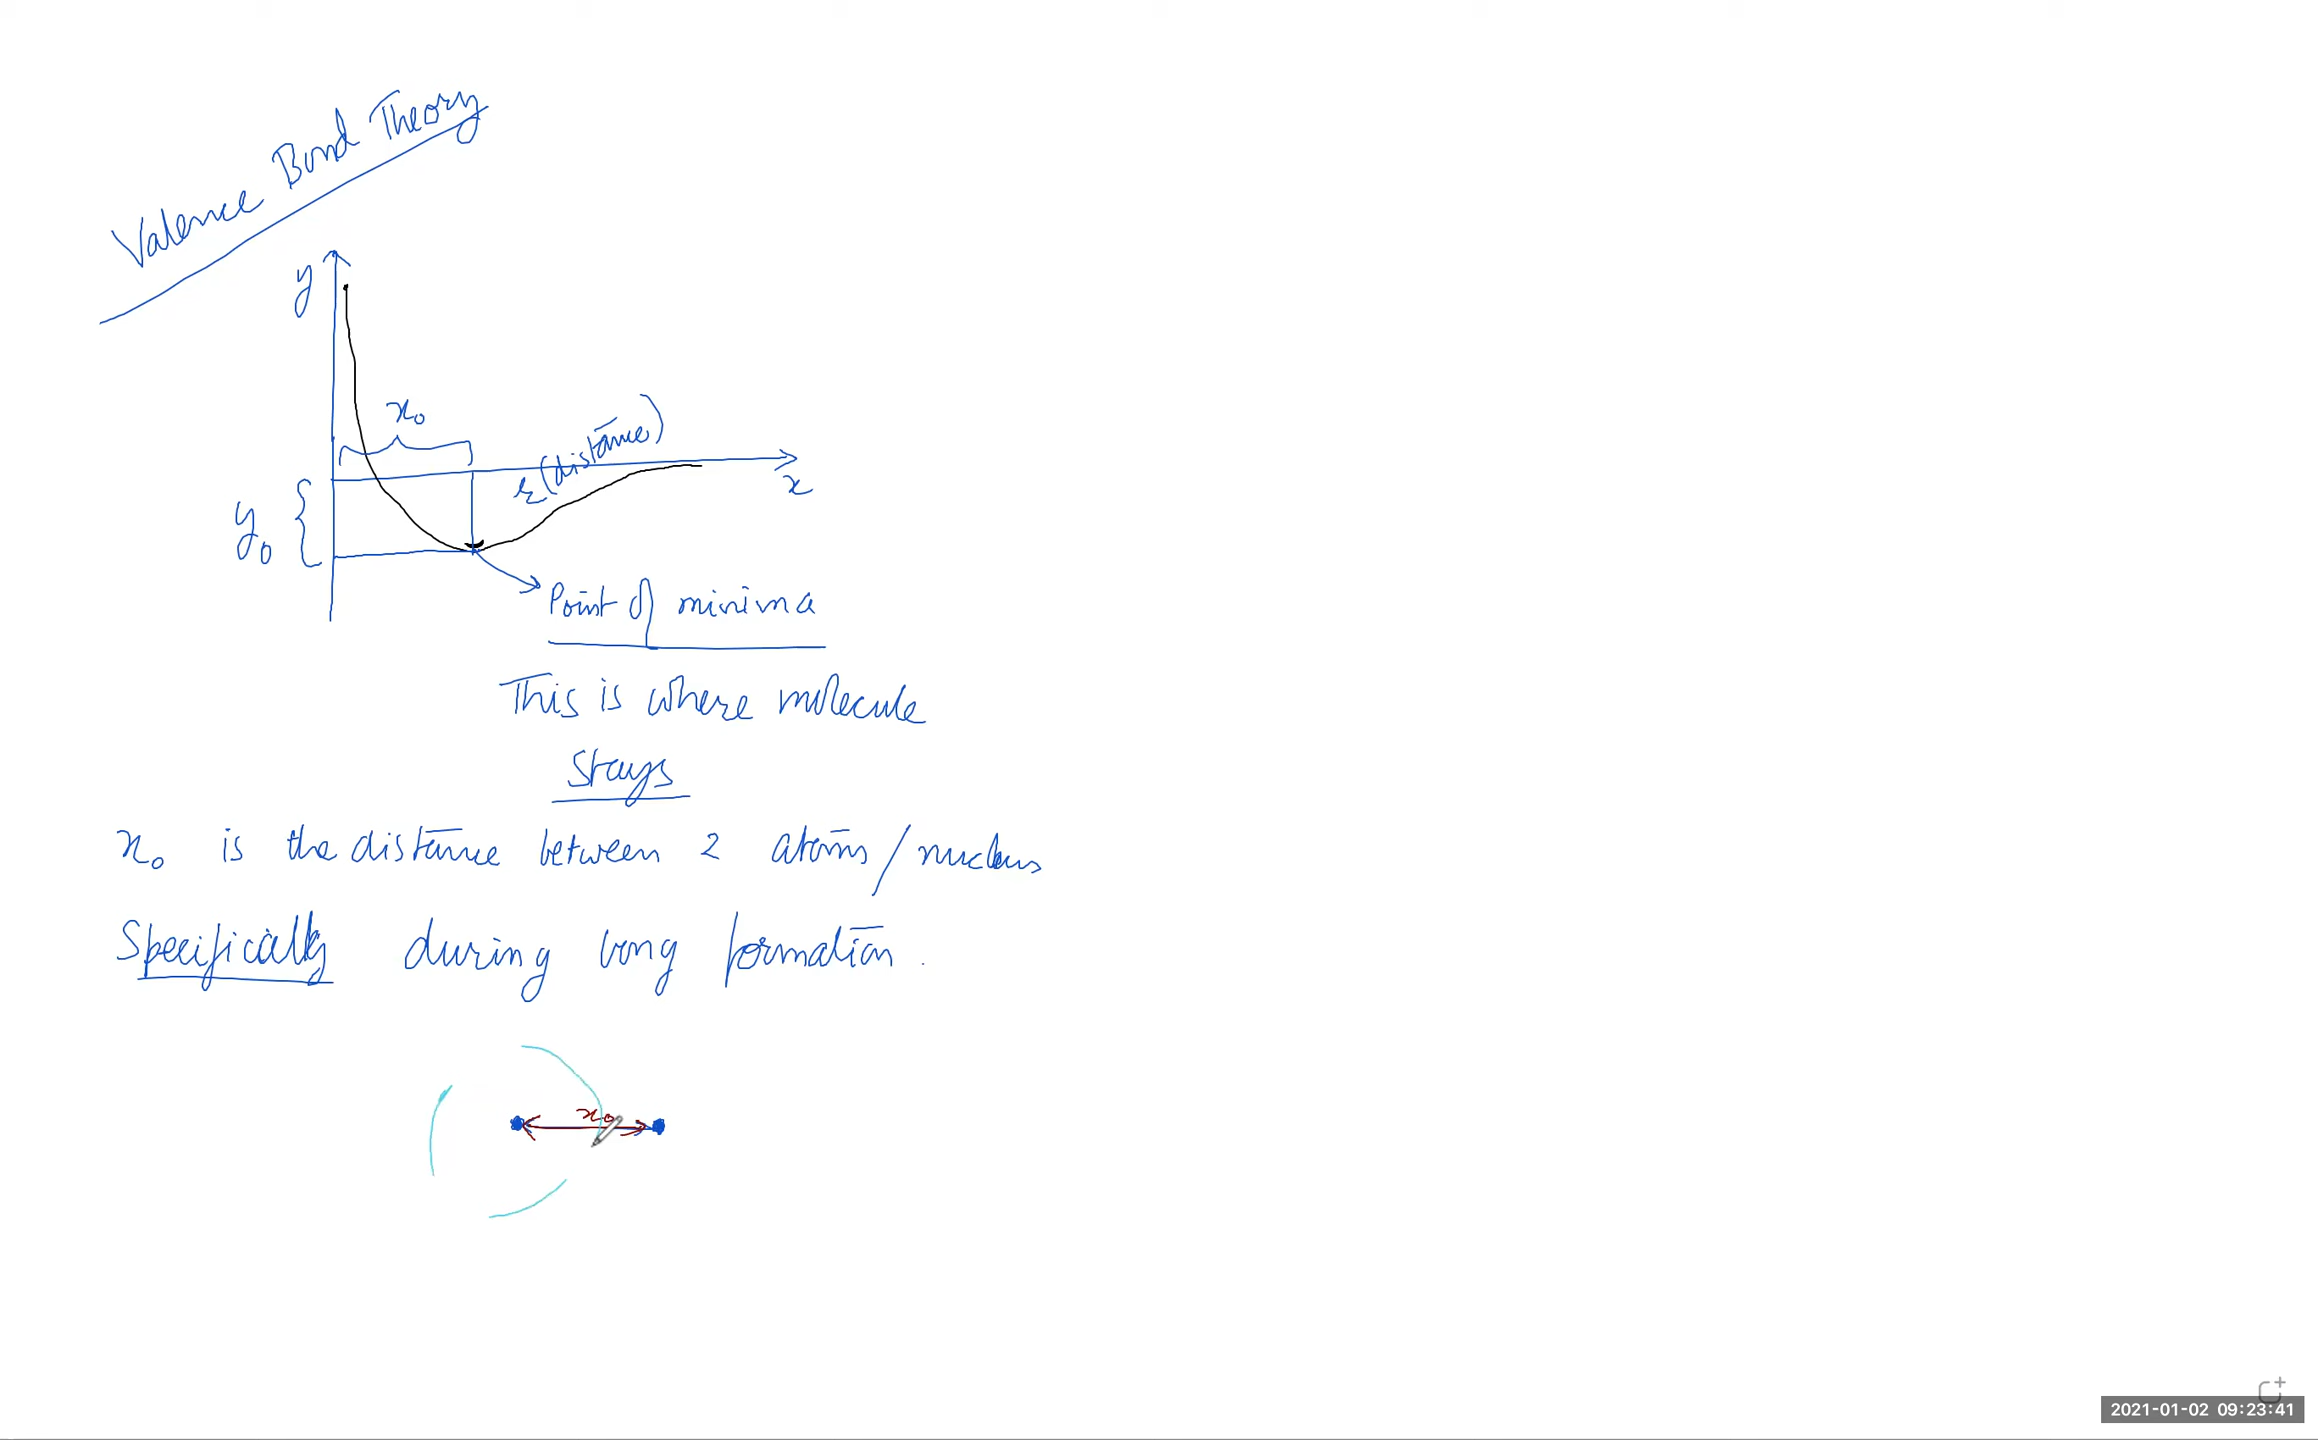 Valence Bond Theory
y
x₀
r (distance)
x
y₀
Point of minima
This is where molecule
stays
x₀ is the distance between 2 atoms/nucleus
Specifically during bong formation.
x₀
2021-01-02 09:23:41